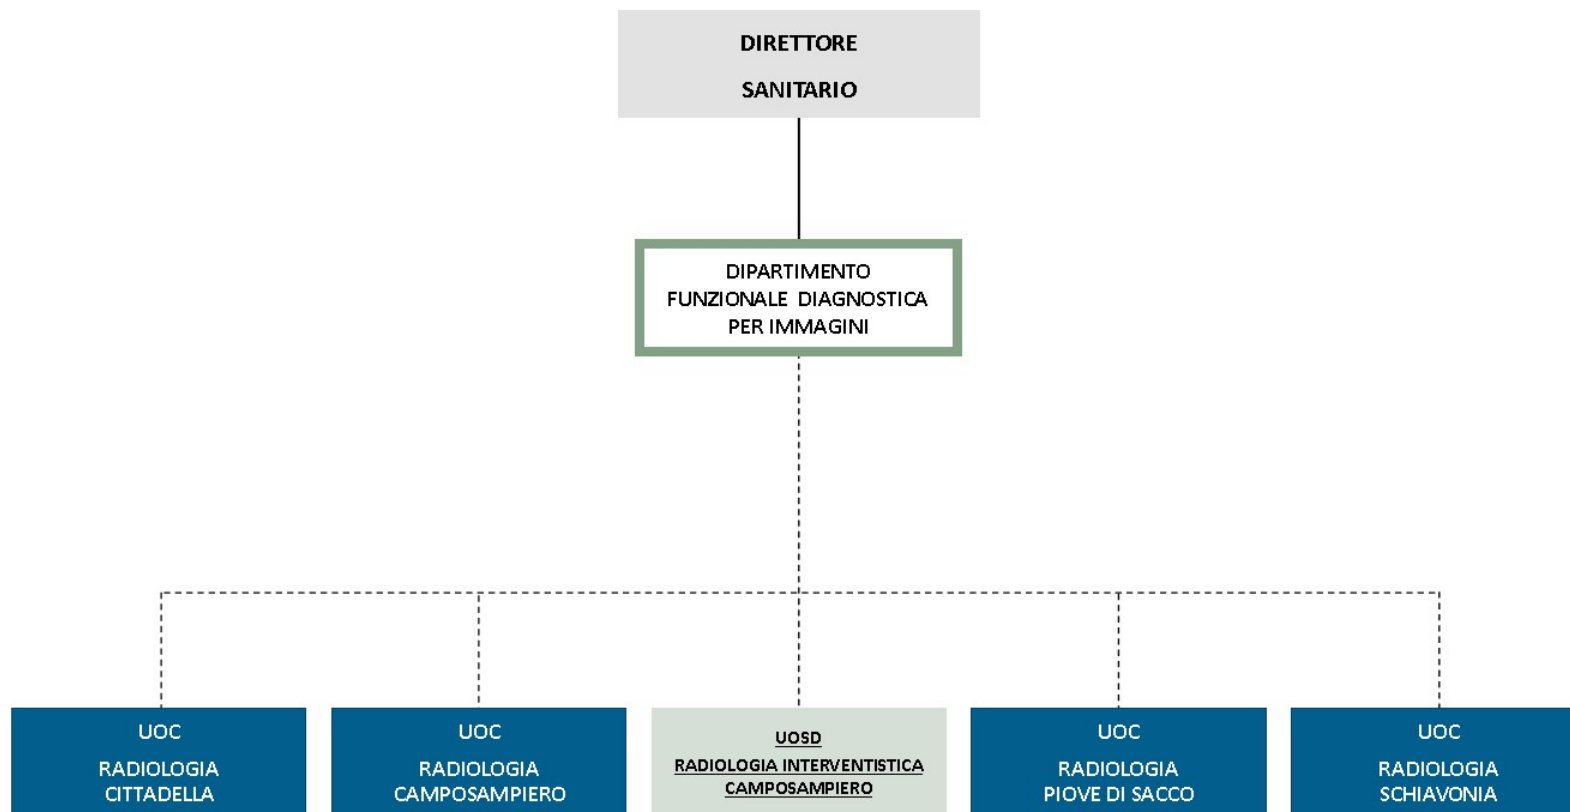 DIRETTORE
SANITARIO
DIPARTIMENTO
FUNZIONALE DIAGNOSTICA
PER IMMAGINI
UOC
RADIOLOGIA
CITTADELLA
UOC
RADIOLOGIA
CAMPOSAMPIERO
UOSD
RADIOLOGIA INTERVENTISTICA
CAMPOSAMPIERO
UOC
RADIOLOGIA
PIOVE DI SACCO
UOC
RADIOLOGIA
SCHIAVONIA